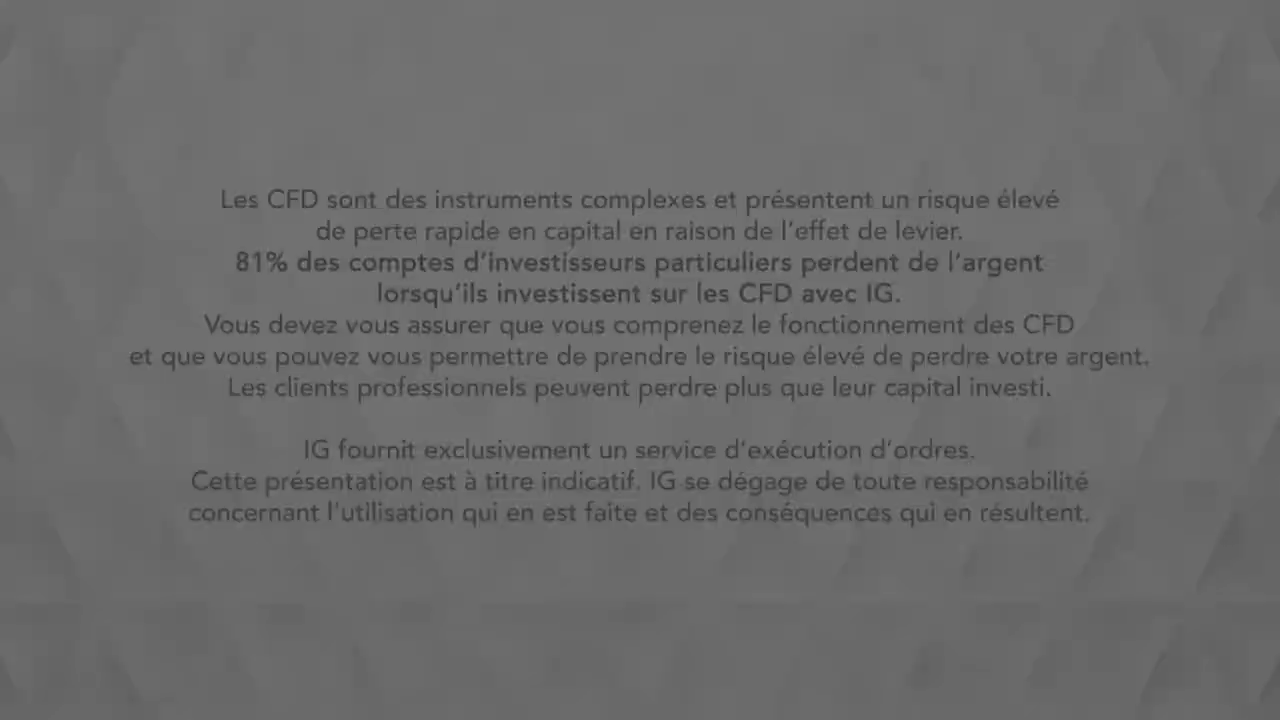 Les CFD sont des instruments complexes et présentent un risque élevé
de perte rapide en capital en raison de l'effet de levier.
81% des comptes d'investisseurs particuliers perdent de l'argent
lorsqu'ils investissent sur les CFD avec IG.
Vous devez vous assurer que vous comprenez le fonctionnement des CFD
et que vous pouvez vous permettre de prendre le risque élevé de perdre votre argent.
Les clients professionnels peuvent perdre plus que leur capital investi.
IG fournit exclusivement un service d'exécution d'ordres.
Cette présentation est à titre indicatif. IG se dégage de toute responsabilité
concernant l'utilisation qui en est faite et des conséquences qui en résultent.